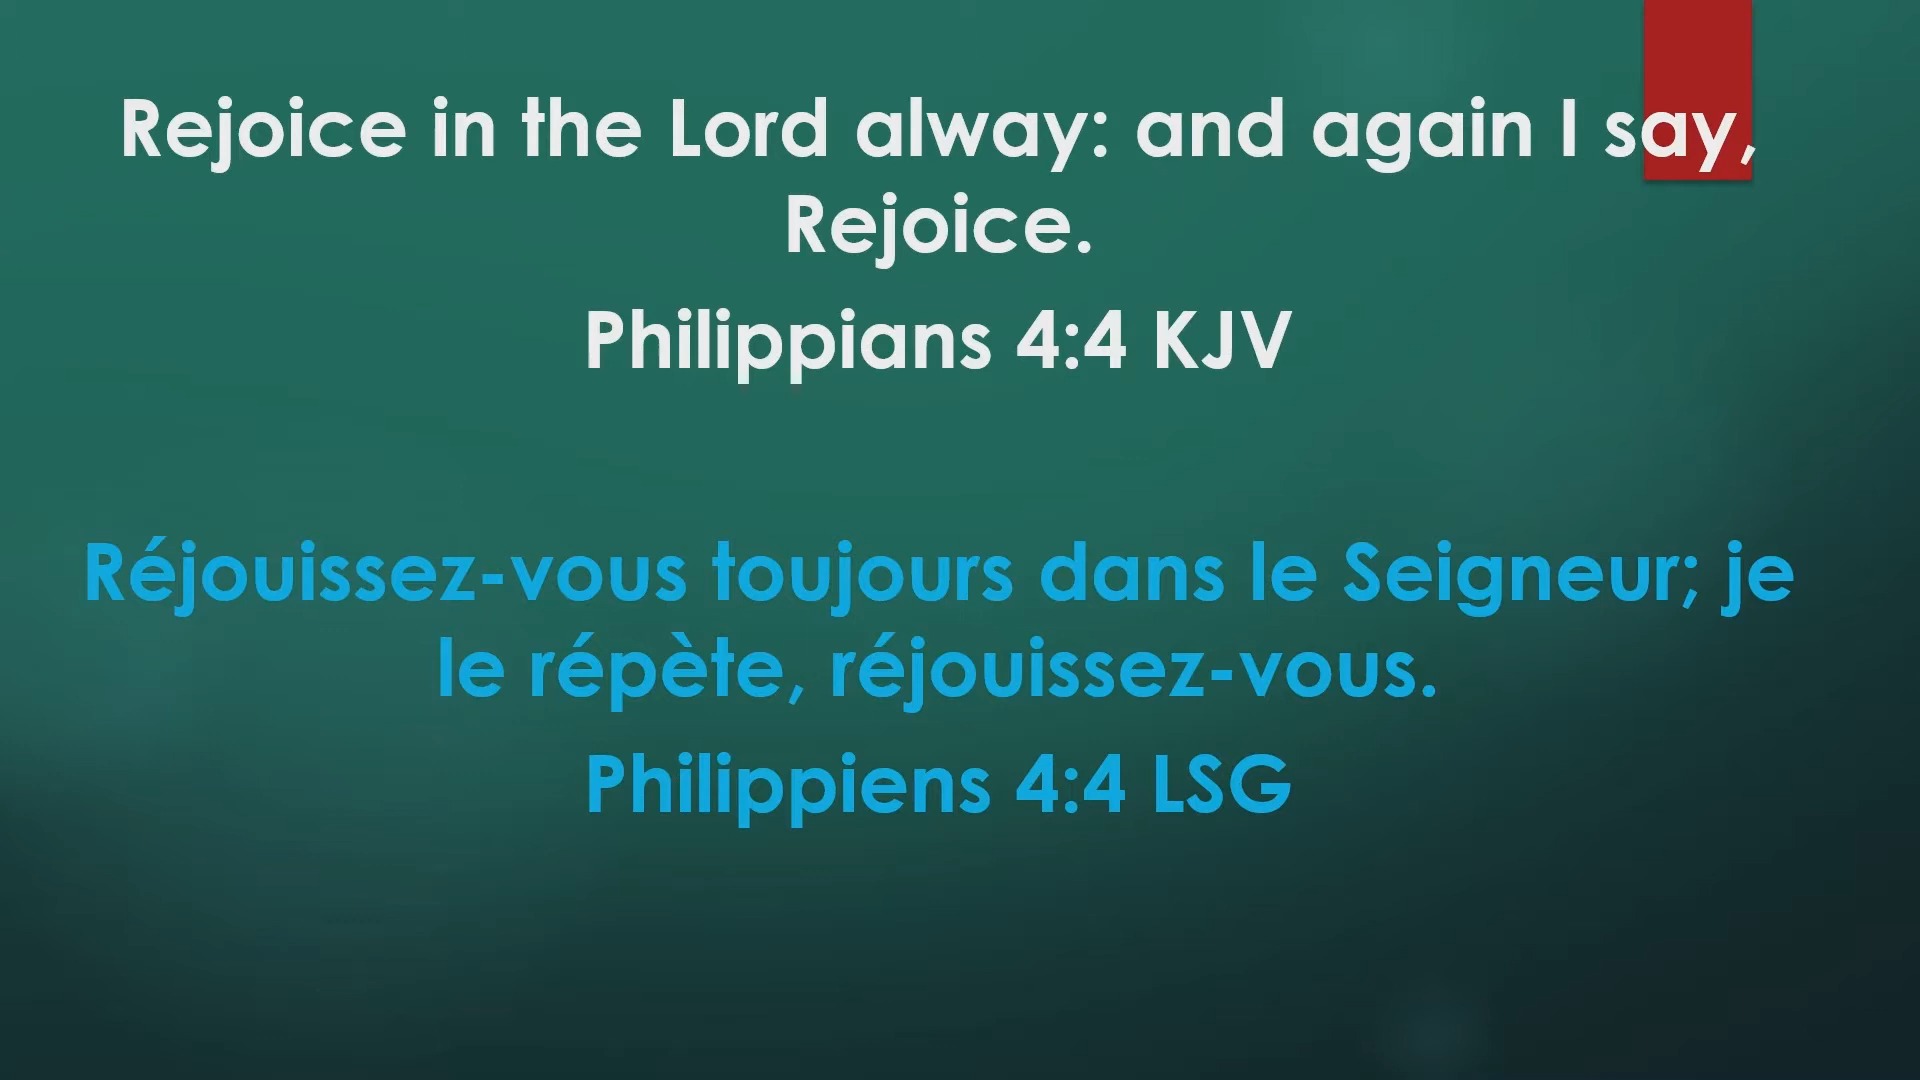 Rejoice in the Lord alway: and again I say,
Rejoice.
Philippians 4:4 KJV
Réjouissez-vous toujours dans le Seigneur; je
le répète, réjouissez-vous.
Philippiens 4:4 LSG